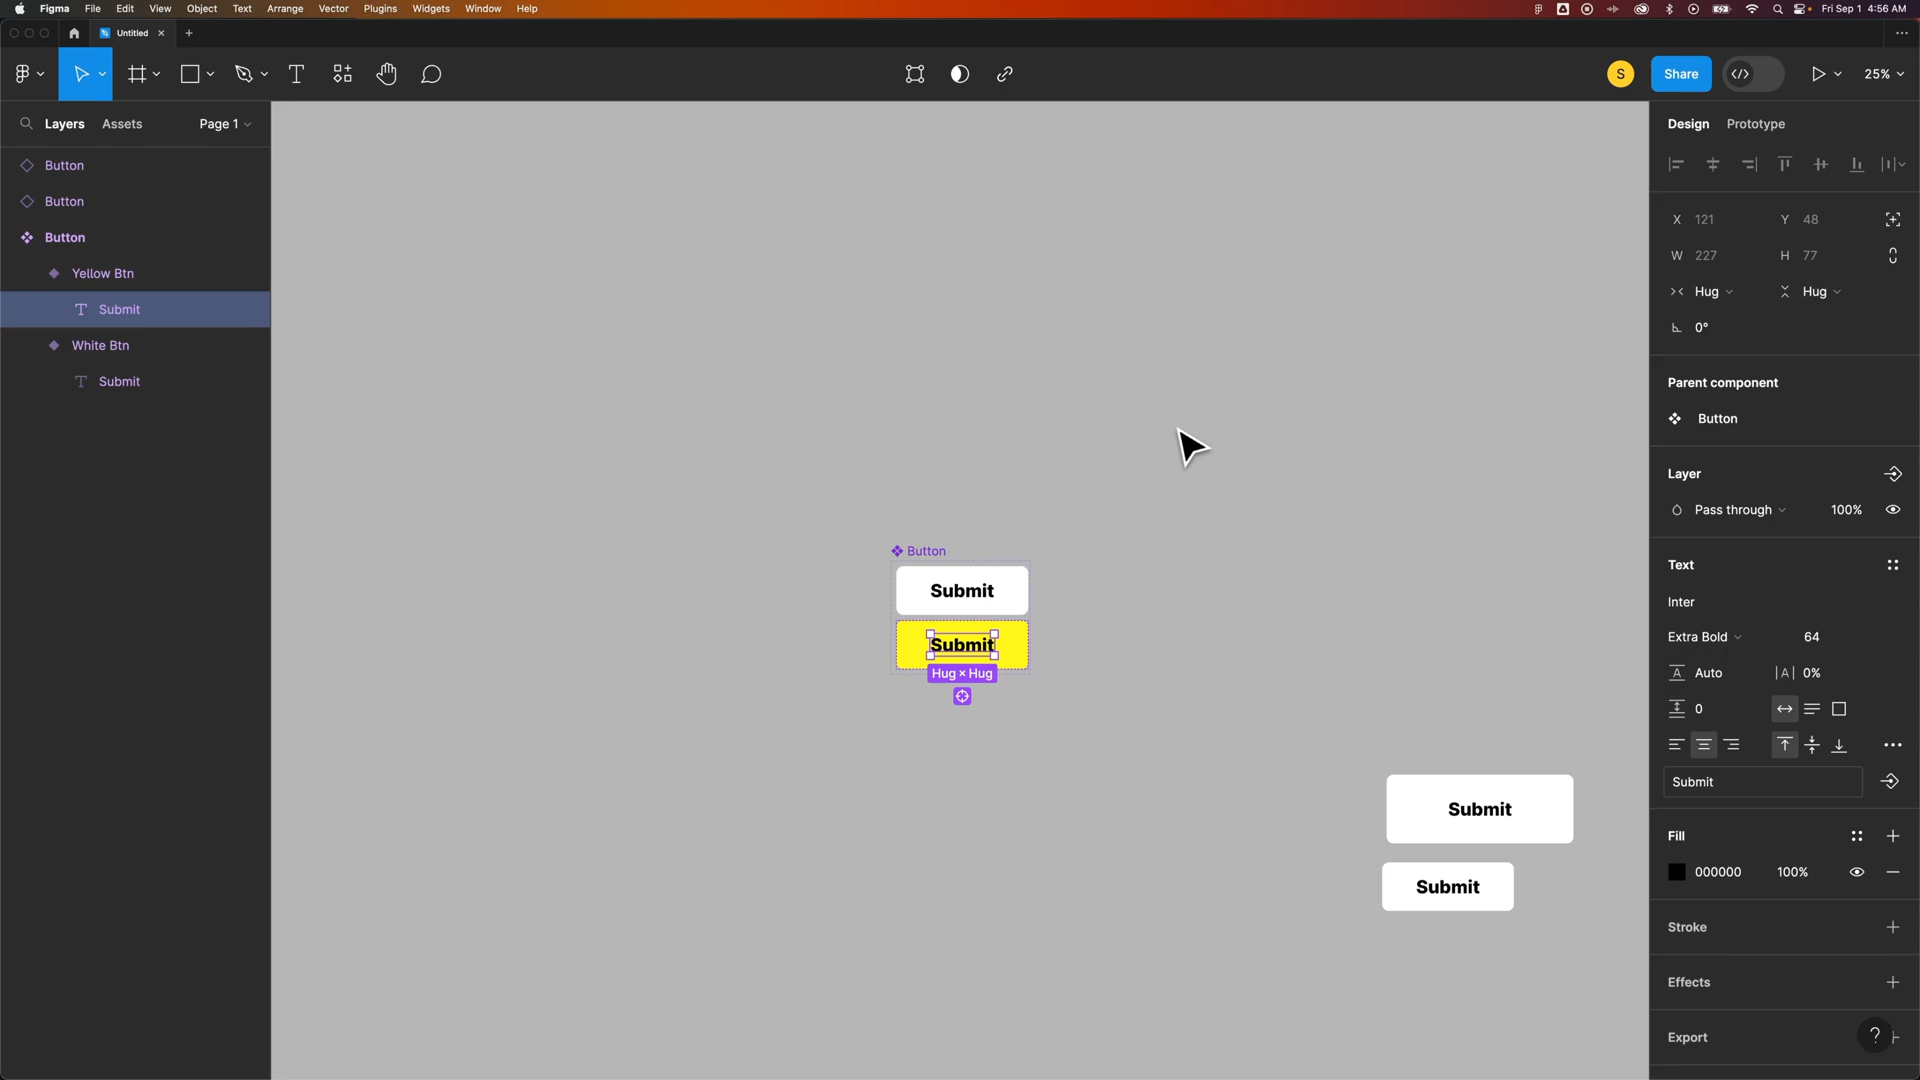 Figma File Edit View Object Text Arrange Vector Plugins Widgets Window Help Fri Sep 1 4:56 AM
Untitled
S Share 25%
Layers Assets Page 1
Button
Button
Button
Yellow Btn
Submit
White Btn
Submit
Button
Submit
Submit
Hug × Hug
Submit
Submit
Design Prototype
X 121 Y 48
W 227 H 77
Hug Hug
0°
Parent component
Button
Layer
Pass through 100%
Text
Inter
Extra Bold 64
Auto |A| 0%
0
Submit
Fill
000000 100%
Stroke
Effects
Export
?